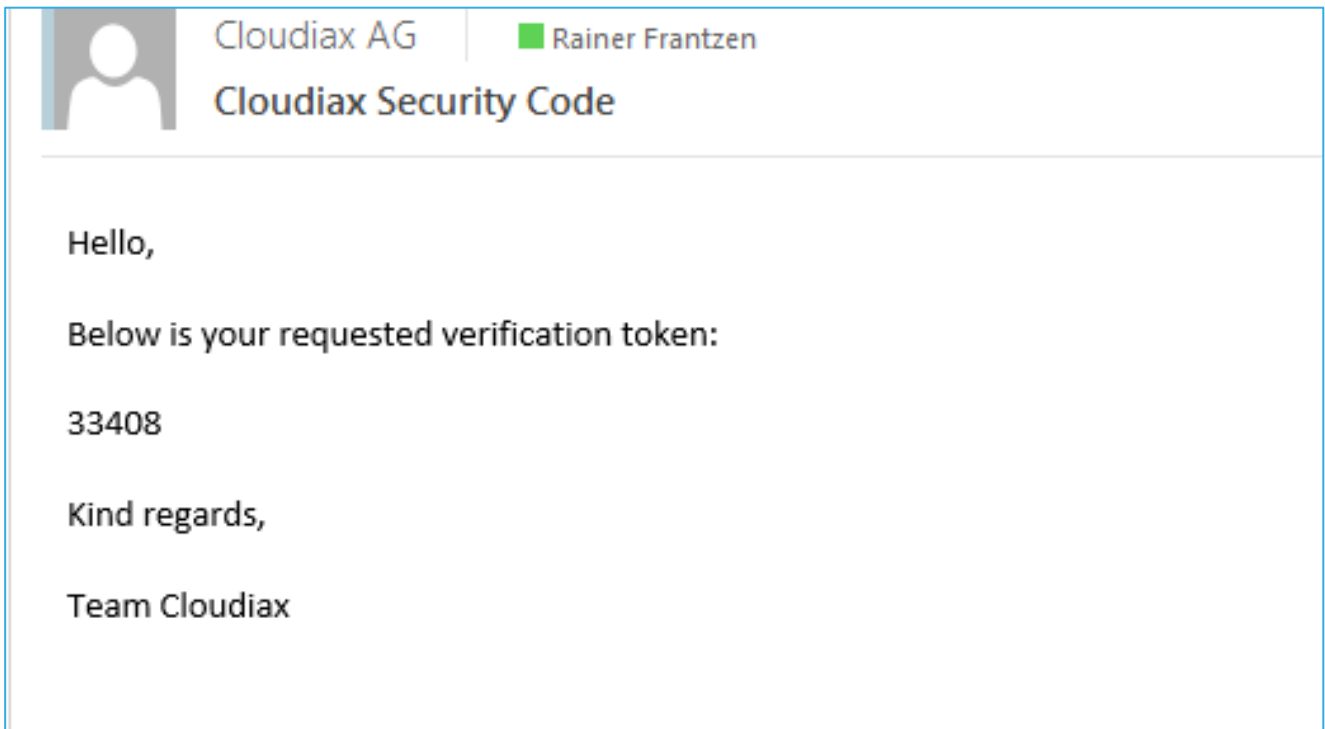 Cloudiax AG Rainer Frantzen
Cloudiax Security Code
Hello,
Below is your requested verification token:
33408
Kind regards,
Team Cloudiax